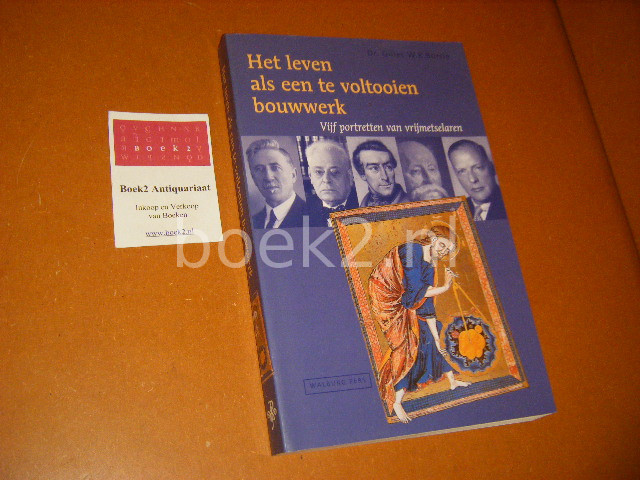 Het leven
als een te voltooien
bouwwerk
Vijf portretten van vrijmetselaren
WALBURG PERS
BOEK2
Boek2 Antiquariaat
Inkoop en Verkoop
van Boeken
www.boek2.nl
boek2.nl